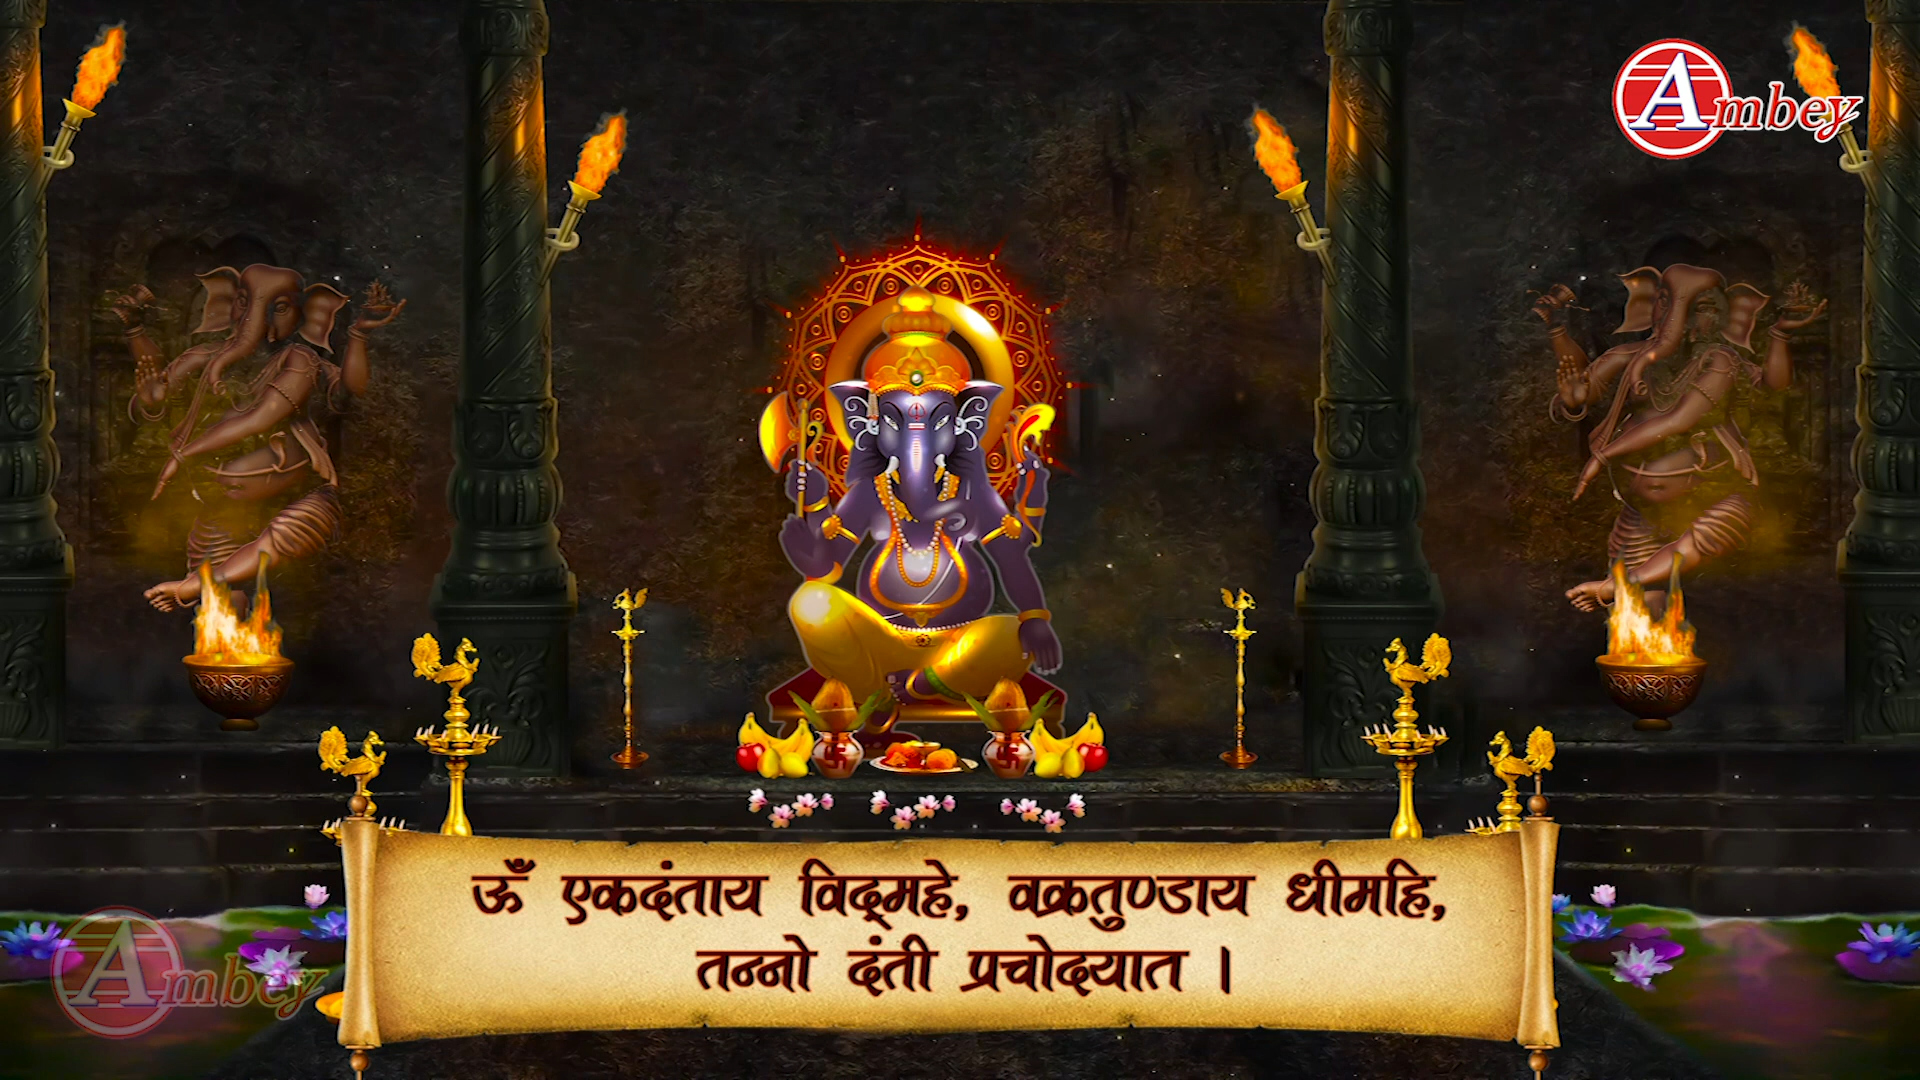 Ambey
ॐ एकदंताय विद्‌महे, वक्रतुण्डाय धीमहि,
तन्नो दंती प्रचोदयात ।
Ambey